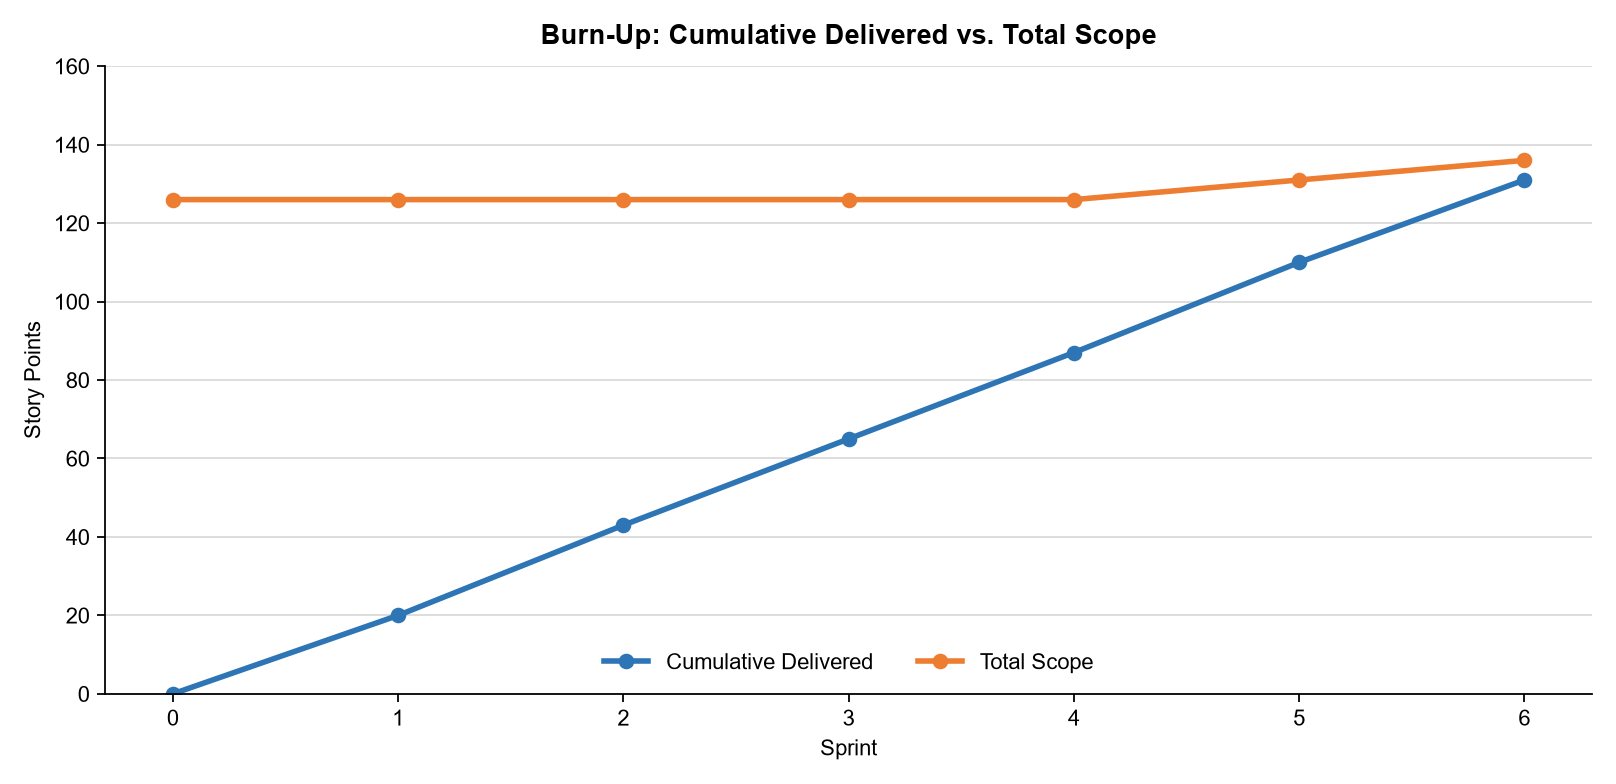 Burn-Up: Cumulative Delivered vs. Total Scope
160
140
120
100
80
60
40
20
0
Story Points
Cumulative Delivered
Total Scope
0 1 2 3 4 5 6
Sprint